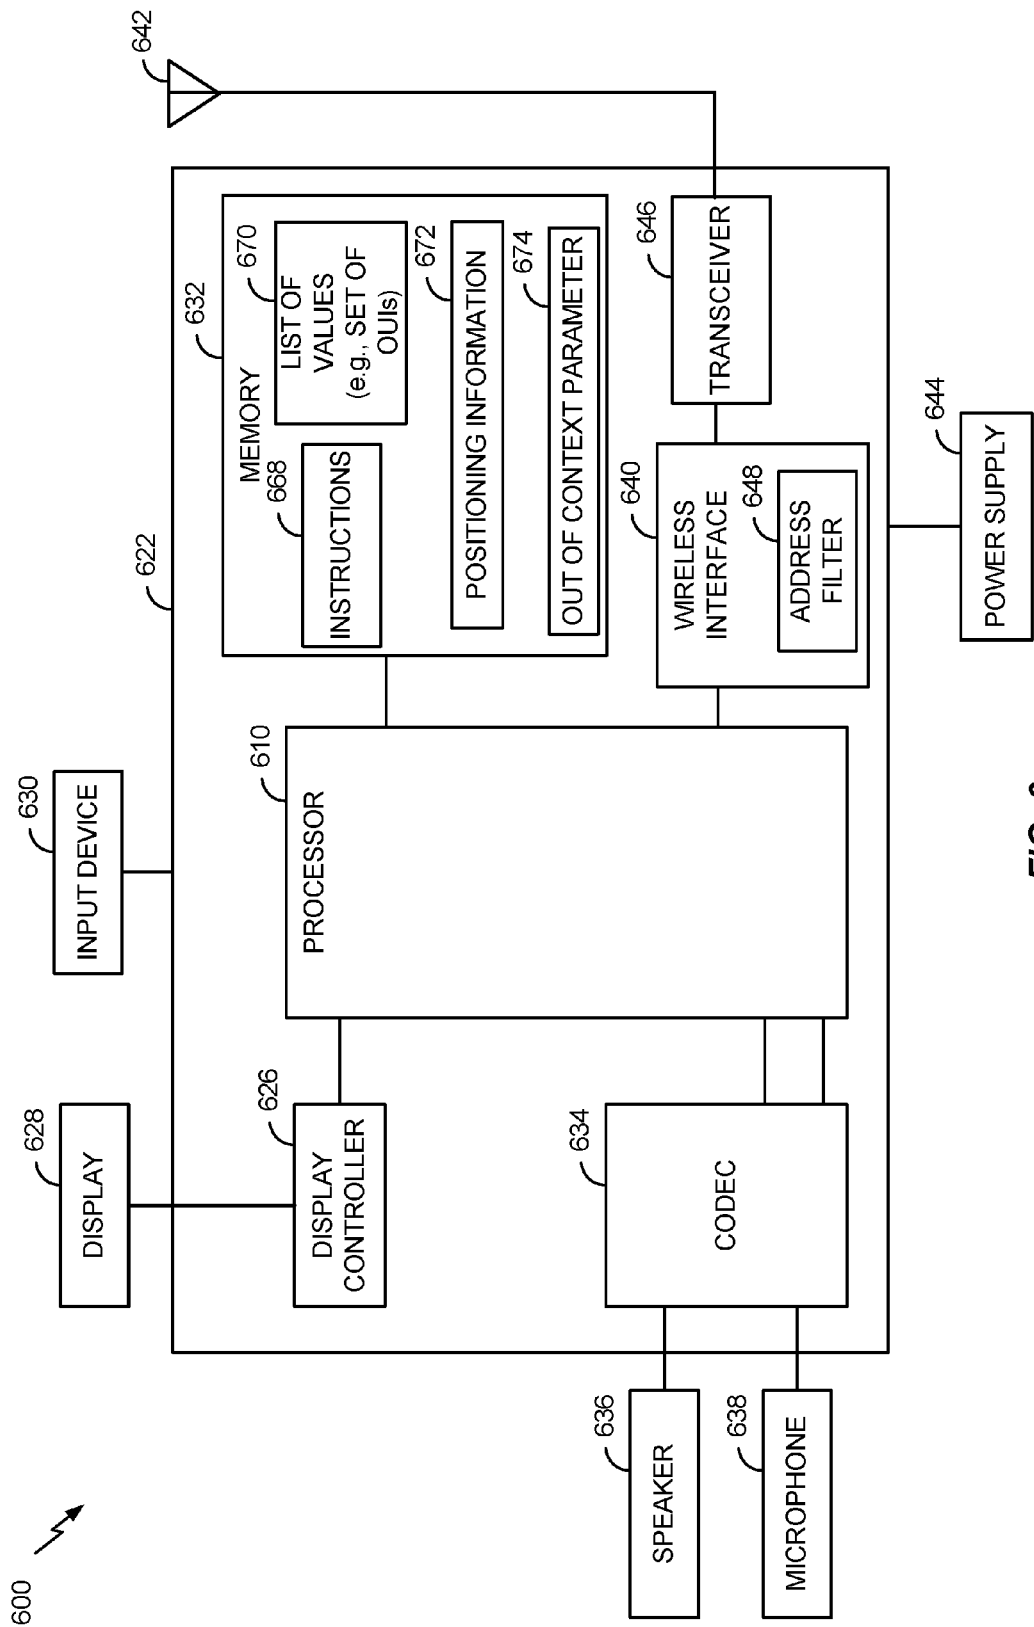 600
DISPLAY
628
INPUT DEVICE
630
622
642
DISPLAY
CONTROLLER
626
PROCESSOR
610
MEMORY
632
INSTRUCTIONS
668
LIST OF
VALUES
(e.g., SET OF
OUIs)
670
POSITIONING INFORMATION
672
OUT OF CONTEXT PARAMETER
674
SPEAKER
636
MICROPHONE
638
CODEC
634
WIRELESS
INTERFACE
640
ADDRESS
FILTER
648
TRANSCEIVER
646
POWER SUPPLY
644